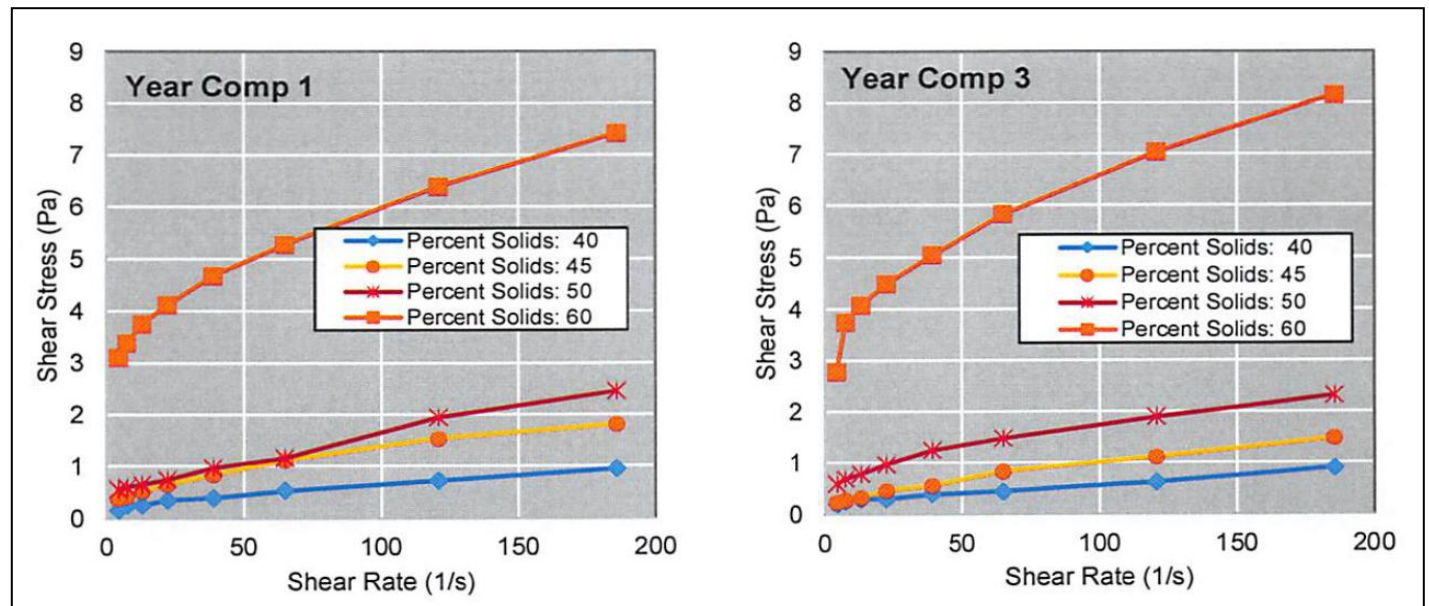 Year Comp 1
9
8
7
6
5
4
3
2
1
0
Shear Stress (Pa)
Percent Solids: 40
Percent Solids: 45
Percent Solids: 50
Percent Solids: 60
0 50 100 150 200
Shear Rate (1/s)
Year Comp 3
9
8
7
6
5
4
3
2
1
0
Shear Stress (Pa)
Percent Solids: 40
Percent Solids: 45
Percent Solids: 50
Percent Solids: 60
0 50 100 150 200
Shear Rate (1/s)